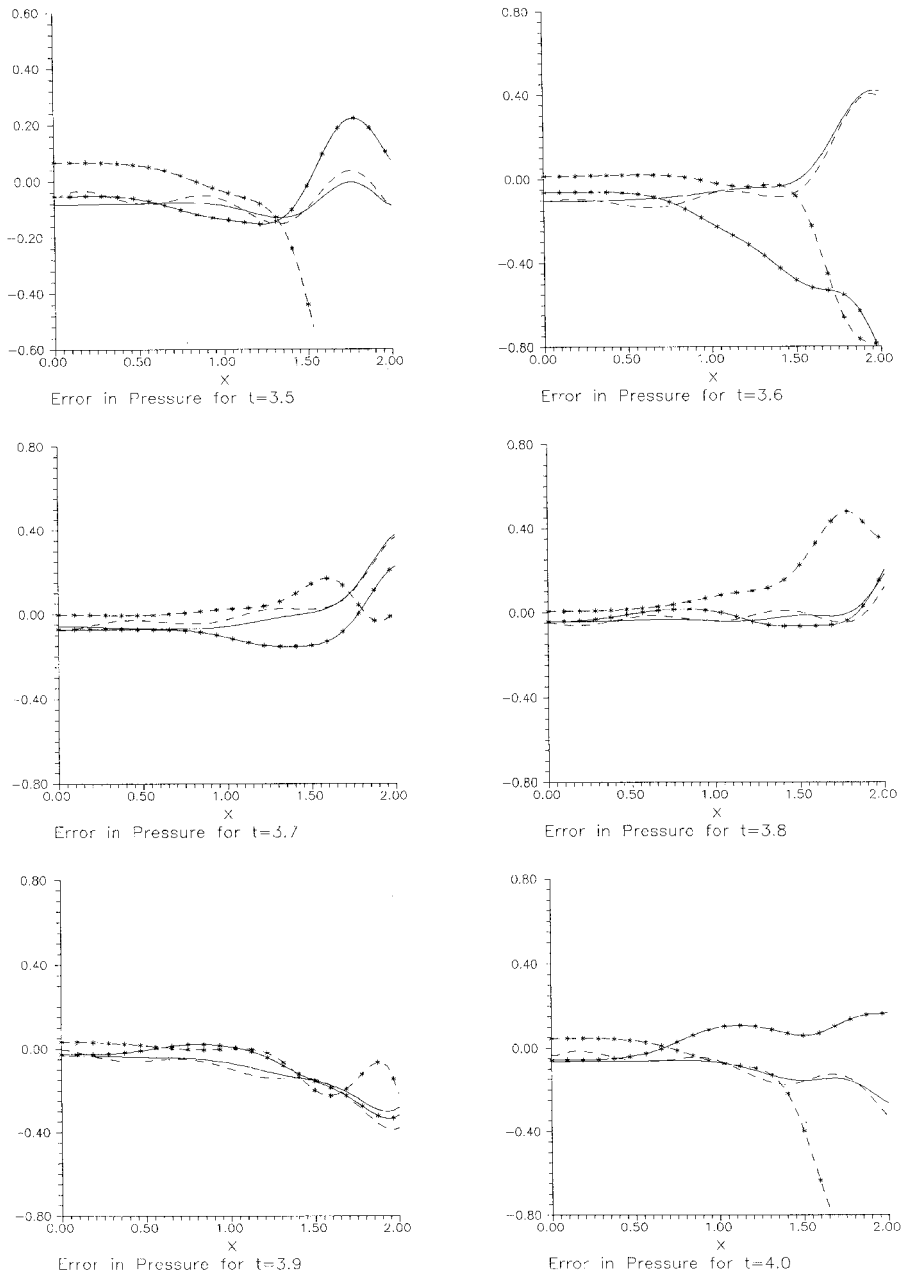 0.60
0.40
0.20
0.00
-0.20
-0.40
-0.60
0.00 0.50 1.00 1.50 2.00
X
Error in Pressure for t=3.5
0.80
0.40
0.00
-0.40
-0.80
0.00 0.50 1.00 1.50 2.00
X
Error in Pressure for t=3.6
0.80
0.40
0.00
-0.40
-0.80
0.00 0.50 1.00 1.50 2.00
X
Error in Pressure for t=3.7
0.80
0.40
0.00
-0.40
-0.80
0.00 0.50 1.00 1.50 2.00
X
Error in Pressure for t=3.8
0.80
0.40
0.00
-0.40
-0.80
0.00 0.50 1.00 1.50 2.00
X
Error in Pressure for t=3.9
0.80
0.40
0.00
-0.40
-0.80
0.00 0.50 1.00 1.50 2.00
X
Error in Pressure for t=4.0